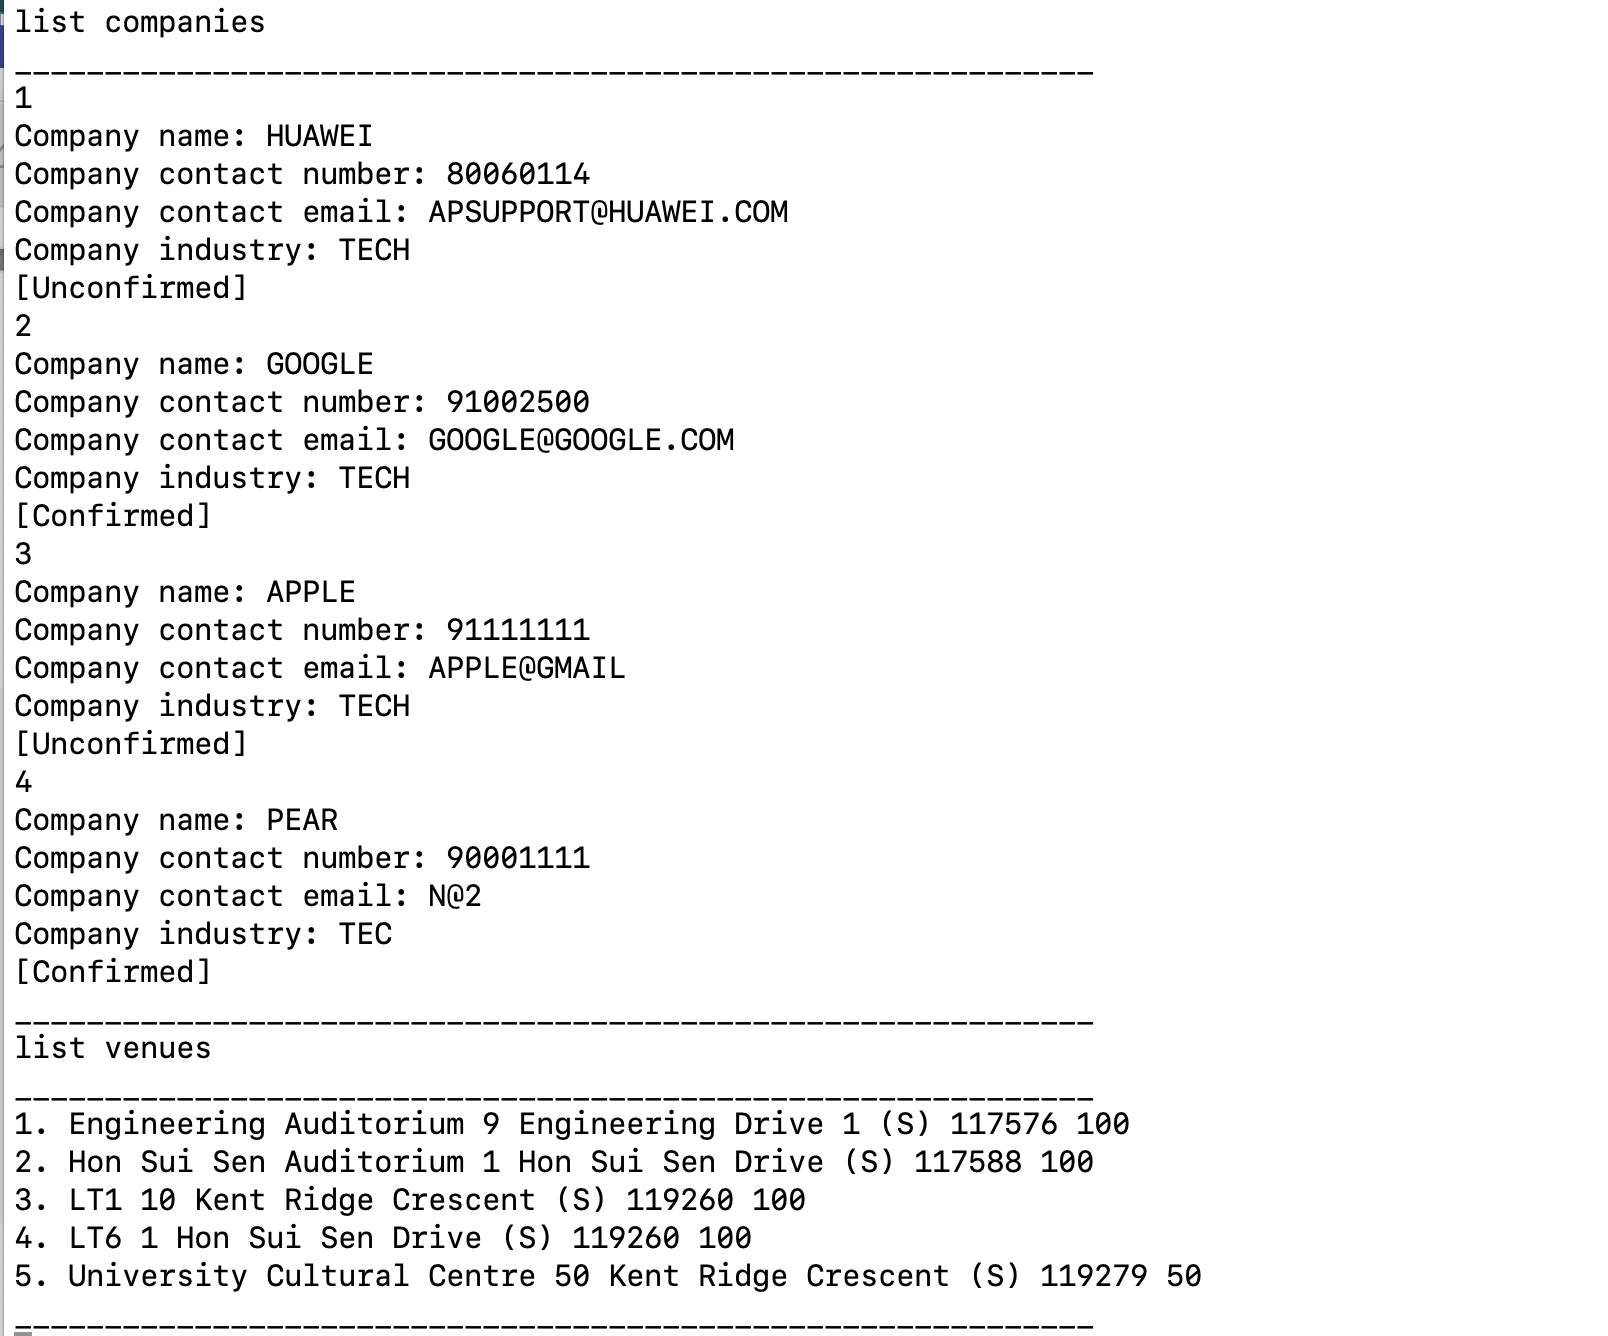 list companies
____________________________________________________________
1
Company name: HUAWEI
Company contact number: 80060114
Company contact email: APSUPPORT@HUAWEI.COM
Company industry: TECH
[Unconfirmed]
2
Company name: GOOGLE
Company contact number: 91002500
Company contact email: GOOGLE@GOOGLE.COM
Company industry: TECH
[Confirmed]
3
Company name: APPLE
Company contact number: 91111111
Company contact email: APPLE@GMAIL
Company industry: TECH
[Unconfirmed]
4
Company name: PEAR
Company contact number: 90001111
Company contact email: N@2
Company industry: TEC
[Confirmed]
____________________________________________________________
list venues
____________________________________________________________
1. Engineering Auditorium 9 Engineering Drive 1 (S) 117576 100
2. Hon Sui Sen Auditorium 1 Hon Sui Sen Drive (S) 117588 100
3. LT1 10 Kent Ridge Crescent (S) 119260 100
4. LT6 1 Hon Sui Sen Drive (S) 119260 100
5. University Cultural Centre 50 Kent Ridge Crescent (S) 119279 50
____________________________________________________________